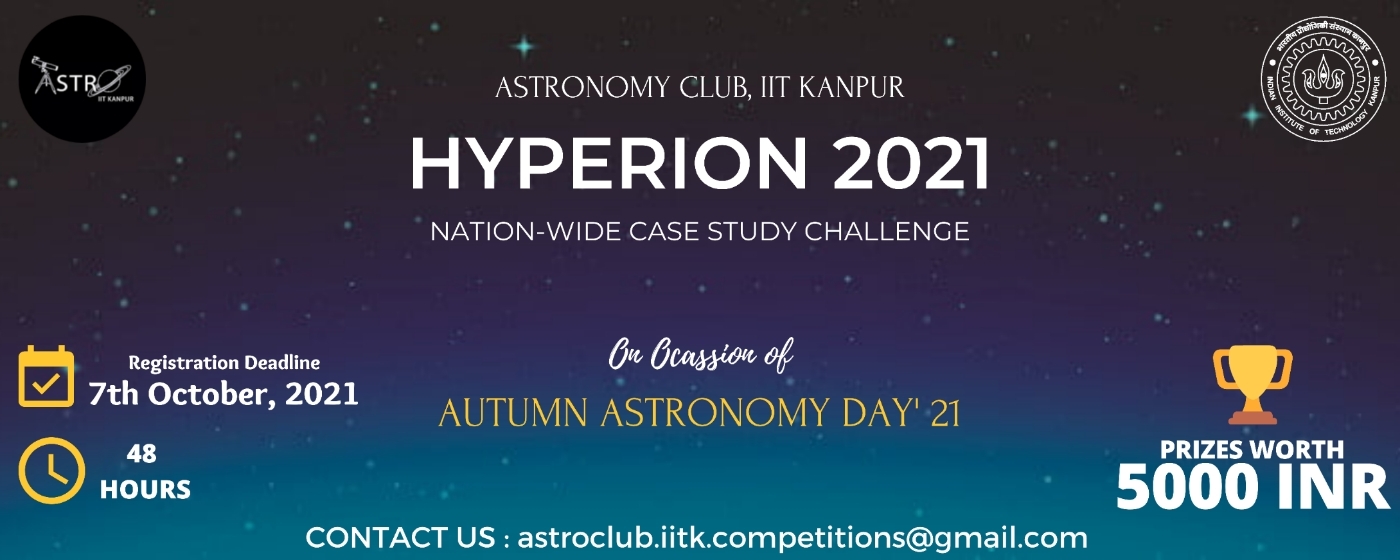 ASTRO
IIT KANPUR
ASTRONOMY CLUB, IIT KANPUR
HYPERION 2021
NATION-WIDE CASE STUDY CHALLENGE
भारतीय प्रौद्योगिकी संस्थान कानपुर
INDIAN INSTITUTE OF TECHNOLOGY KANPUR
On Ocassion of
AUTUMN ASTRONOMY DAY' 21
Registration Deadline
7th October, 2021
48
HOURS
PRIZES WORTH
5000 INR
CONTACT US : astroclub.iitk.competitions@gmail.com